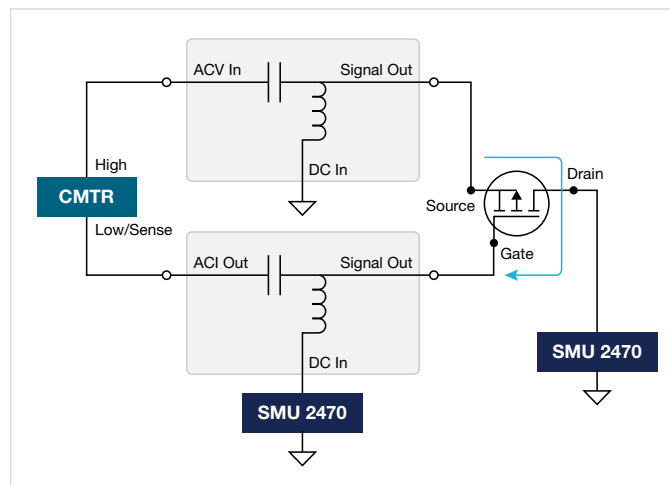 ACV In
Signal Out
DC In
High
CMTR
Low/Sense
Source
Drain
Gate
ACI Out
Signal Out
DC In
SMU 2470
SMU 2470